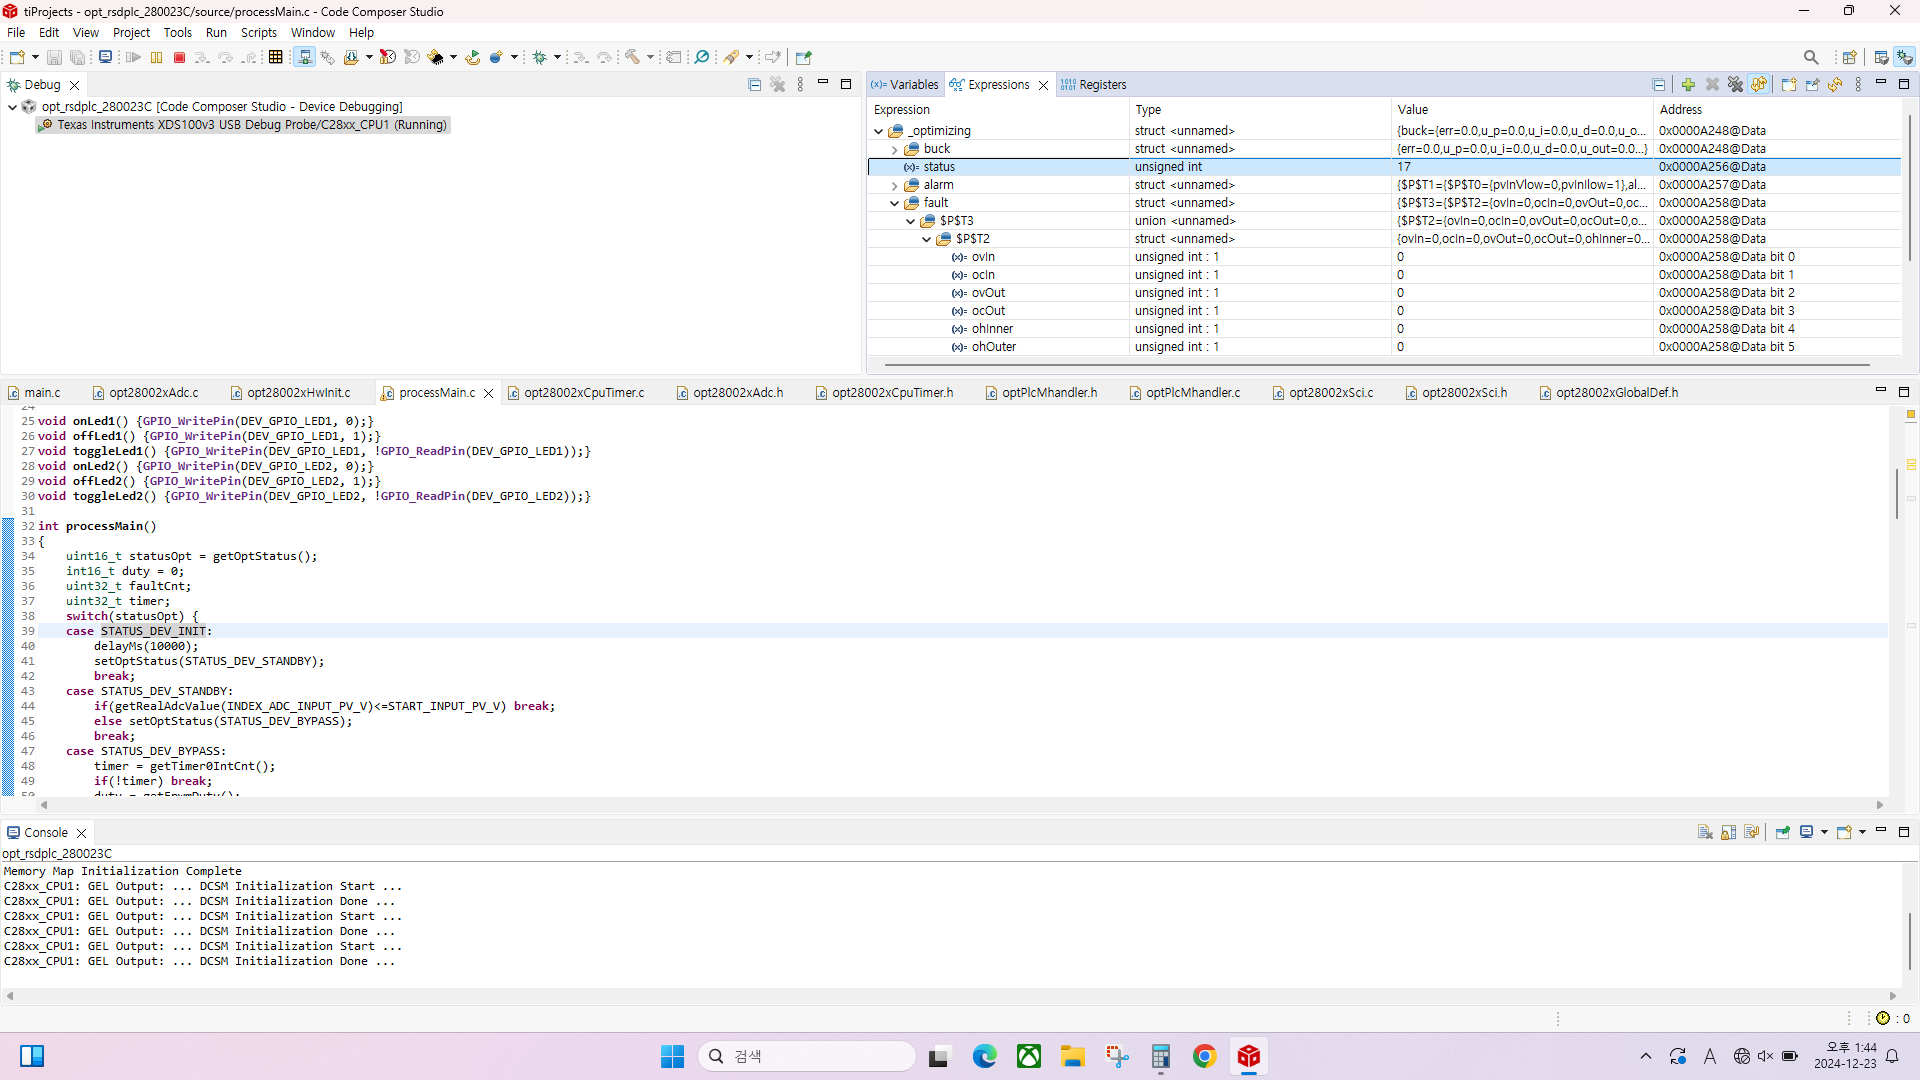 tiProjects - opt_rsdplc_280023C/source/processMain.c - Code Composer Studio
File Edit View Project Tools Run Scripts Window Help
Debug
opt_rsdplc_280023C [Code Composer Studio - Device Debugging]
Texas Instruments XDS100v3 USB Debug Probe/C28xx_CPU1 (Running)
(x)= Variables Expressions Registers
Expression Type Value Address
_optimizing struct <unnamed> {buck={err=0.0,u_p=0.0,u_i=0.0,u_d=0.0,u_o... 0x0000A248@Data
buck struct <unnamed> {err=0.0,u_p=0.0,u_i=0.0,u_d=0.0,u_out=0.0...} 0x0000A248@Data
(x)= status unsigned int 17 0x0000A256@Data
alarm struct <unnamed> {$P$T1={$P$T0={pvInVlow=0,pvInIlow=1},al... 0x0000A257@Data
fault struct <unnamed> {$P$T3={$P$T2={ovIn=0,ocIn=0,ovOut=0,oc... 0x0000A258@Data
$P$T3 union <unnamed> {$P$T2={ovIn=0,ocIn=0,ovOut=0,ocOut=0,o... 0x0000A258@Data
$P$T2 struct <unnamed> {ovIn=0,ocIn=0,ovOut=0,ocOut=0,ohInner=0... 0x0000A258@Data
(x)= ovIn unsigned int : 1 0 0x0000A258@Data bit 0
(x)= ocIn unsigned int : 1 0 0x0000A258@Data bit 1
(x)= ovOut unsigned int : 1 0 0x0000A258@Data bit 2
(x)= ocOut unsigned int : 1 0 0x0000A258@Data bit 3
(x)= ohInner unsigned int : 1 0 0x0000A258@Data bit 4
(x)= ohOuter unsigned int : 1 0 0x0000A258@Data bit 5
main.c opt28002xAdc.c opt28002xHwInit.c processMain.c opt28002xCpuTimer.c opt28002xAdc.h opt28002xCpuTimer.h optPlcMhandler.h optPlcMhandler.c opt28002xSci.c opt28002xSci.h opt28002xGlobalDef.h
24
25 void onLed1() {GPIO_WritePin(DEV_GPIO_LED1, 0);}
26 void offLed1() {GPIO_WritePin(DEV_GPIO_LED1, 1);}
27 void toggleLed1() {GPIO_WritePin(DEV_GPIO_LED1, !GPIO_ReadPin(DEV_GPIO_LED1));}
28 void onLed2() {GPIO_WritePin(DEV_GPIO_LED2, 0);}
29 void offLed2() {GPIO_WritePin(DEV_GPIO_LED2, 1);}
30 void toggleLed2() {GPIO_WritePin(DEV_GPIO_LED2, !GPIO_ReadPin(DEV_GPIO_LED2));}
31
32 int processMain()
33 {
34 uint16_t statusOpt = getOptStatus();
35 int16_t duty = 0;
36 uint32_t faultCnt;
37 uint32_t timer;
38 switch(statusOpt) {
39 case STATUS_DEV_INIT:
40 delayMs(10000);
41 setOptStatus(STATUS_DEV_STANDBY);
42 break;
43 case STATUS_DEV_STANDBY:
44 if(getRealAdcValue(INDEX_ADC_INPUT_PV_V)<=START_INPUT_PV_V) break;
45 else setOptStatus(STATUS_DEV_BYPASS);
46 break;
47 case STATUS_DEV_BYPASS:
48 timer = getTimer0IntCnt();
49 if(!timer) break;
50 duty = getEpwmDuty();
Console
opt_rsdplc_280023C
Memory Map Initialization Complete
C28xx_CPU1: GEL Output: ... DCSM Initialization Start ...
C28xx_CPU1: GEL Output: ... DCSM Initialization Done ...
C28xx_CPU1: GEL Output: ... DCSM Initialization Start ...
C28xx_CPU1: GEL Output: ... DCSM Initialization Done ...
C28xx_CPU1: GEL Output: ... DCSM Initialization Start ...
C28xx_CPU1: GEL Output: ... DCSM Initialization Done ...
: 0
검색
A
오후 1:44
2024-12-23